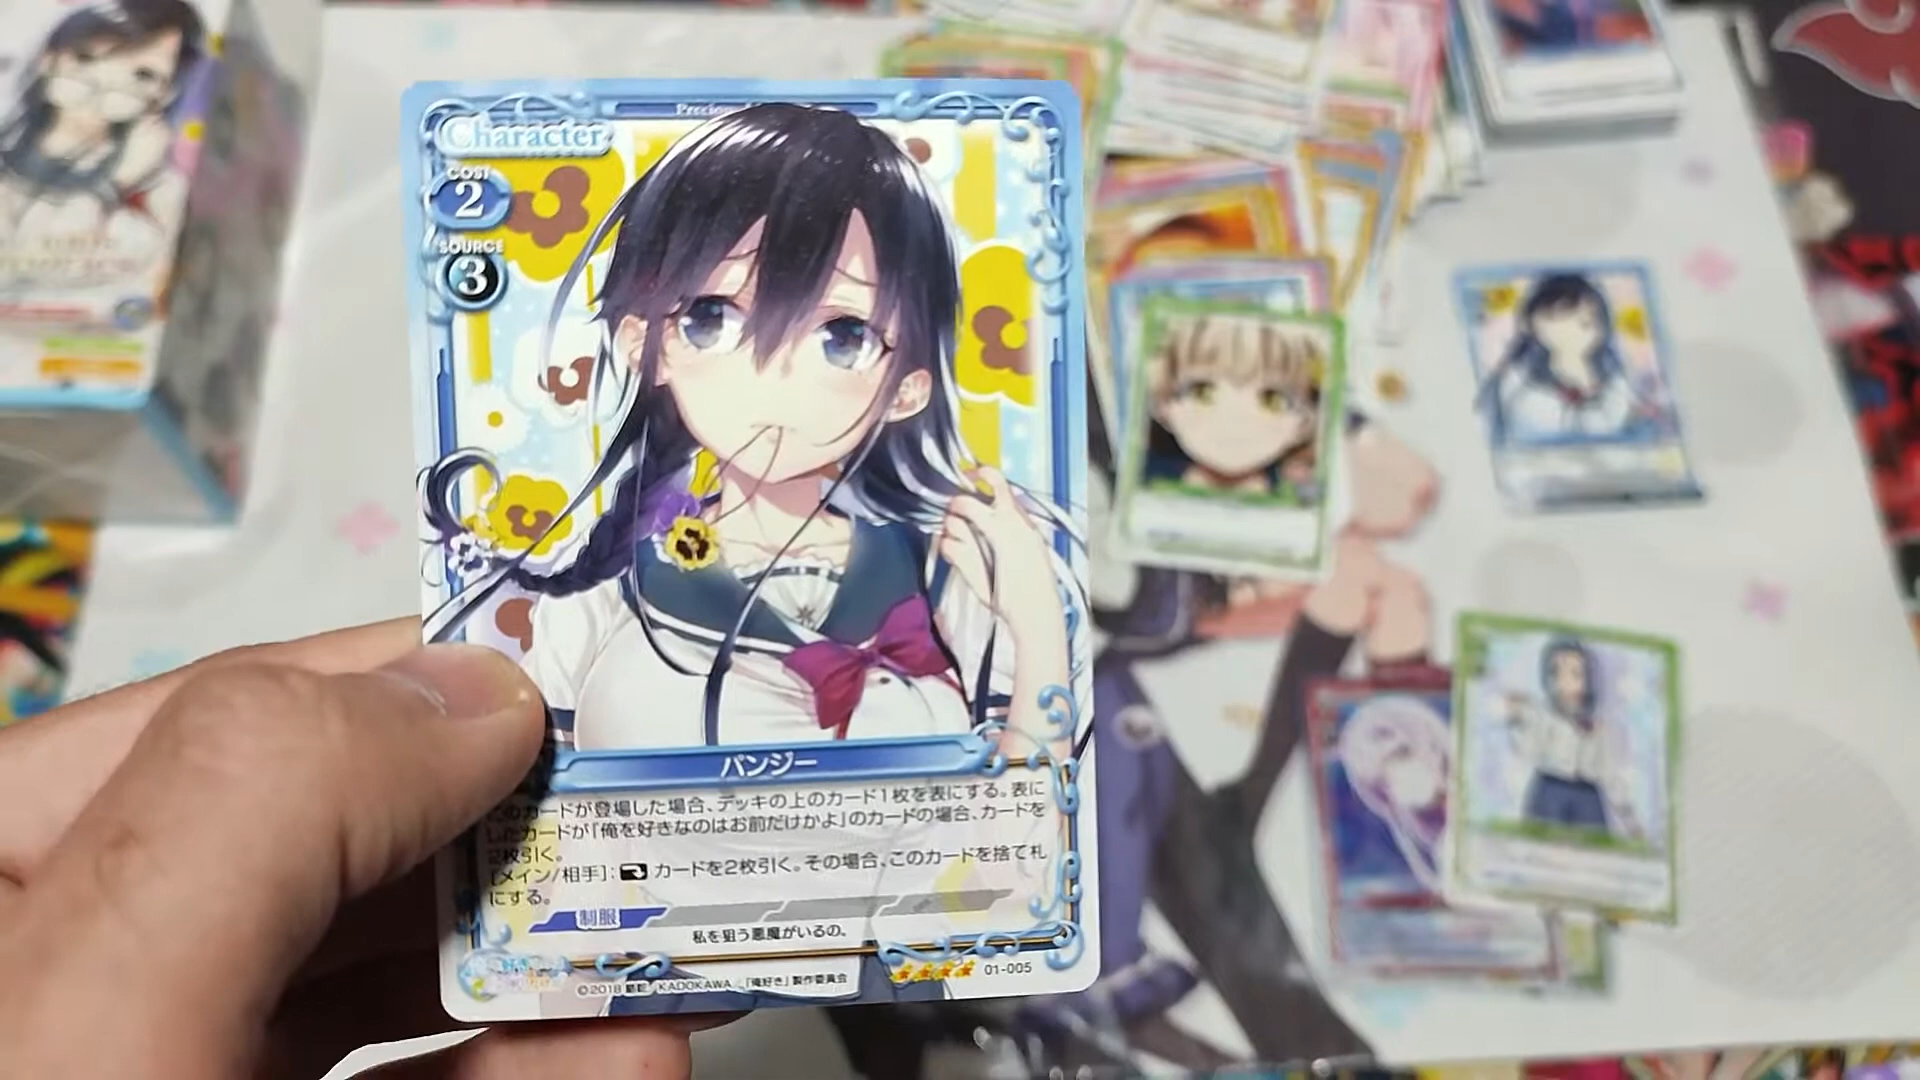 Character
COST
2
SOURCE
3
パンジー
このカードが登場した場合、デッキの上のカード1枚を表にする。表に
したカードが「俺を好きなのはお前だけかよ」のカードの場合、カードを
2枚引く。
[メイン/相手]: カードを2枚引く。その場合、このカードを捨て札
にする。
制服
私を狙う悪魔がいるの。
©2018 駱駝/KADOKAWA/「俺好き」製作委員会
01-005